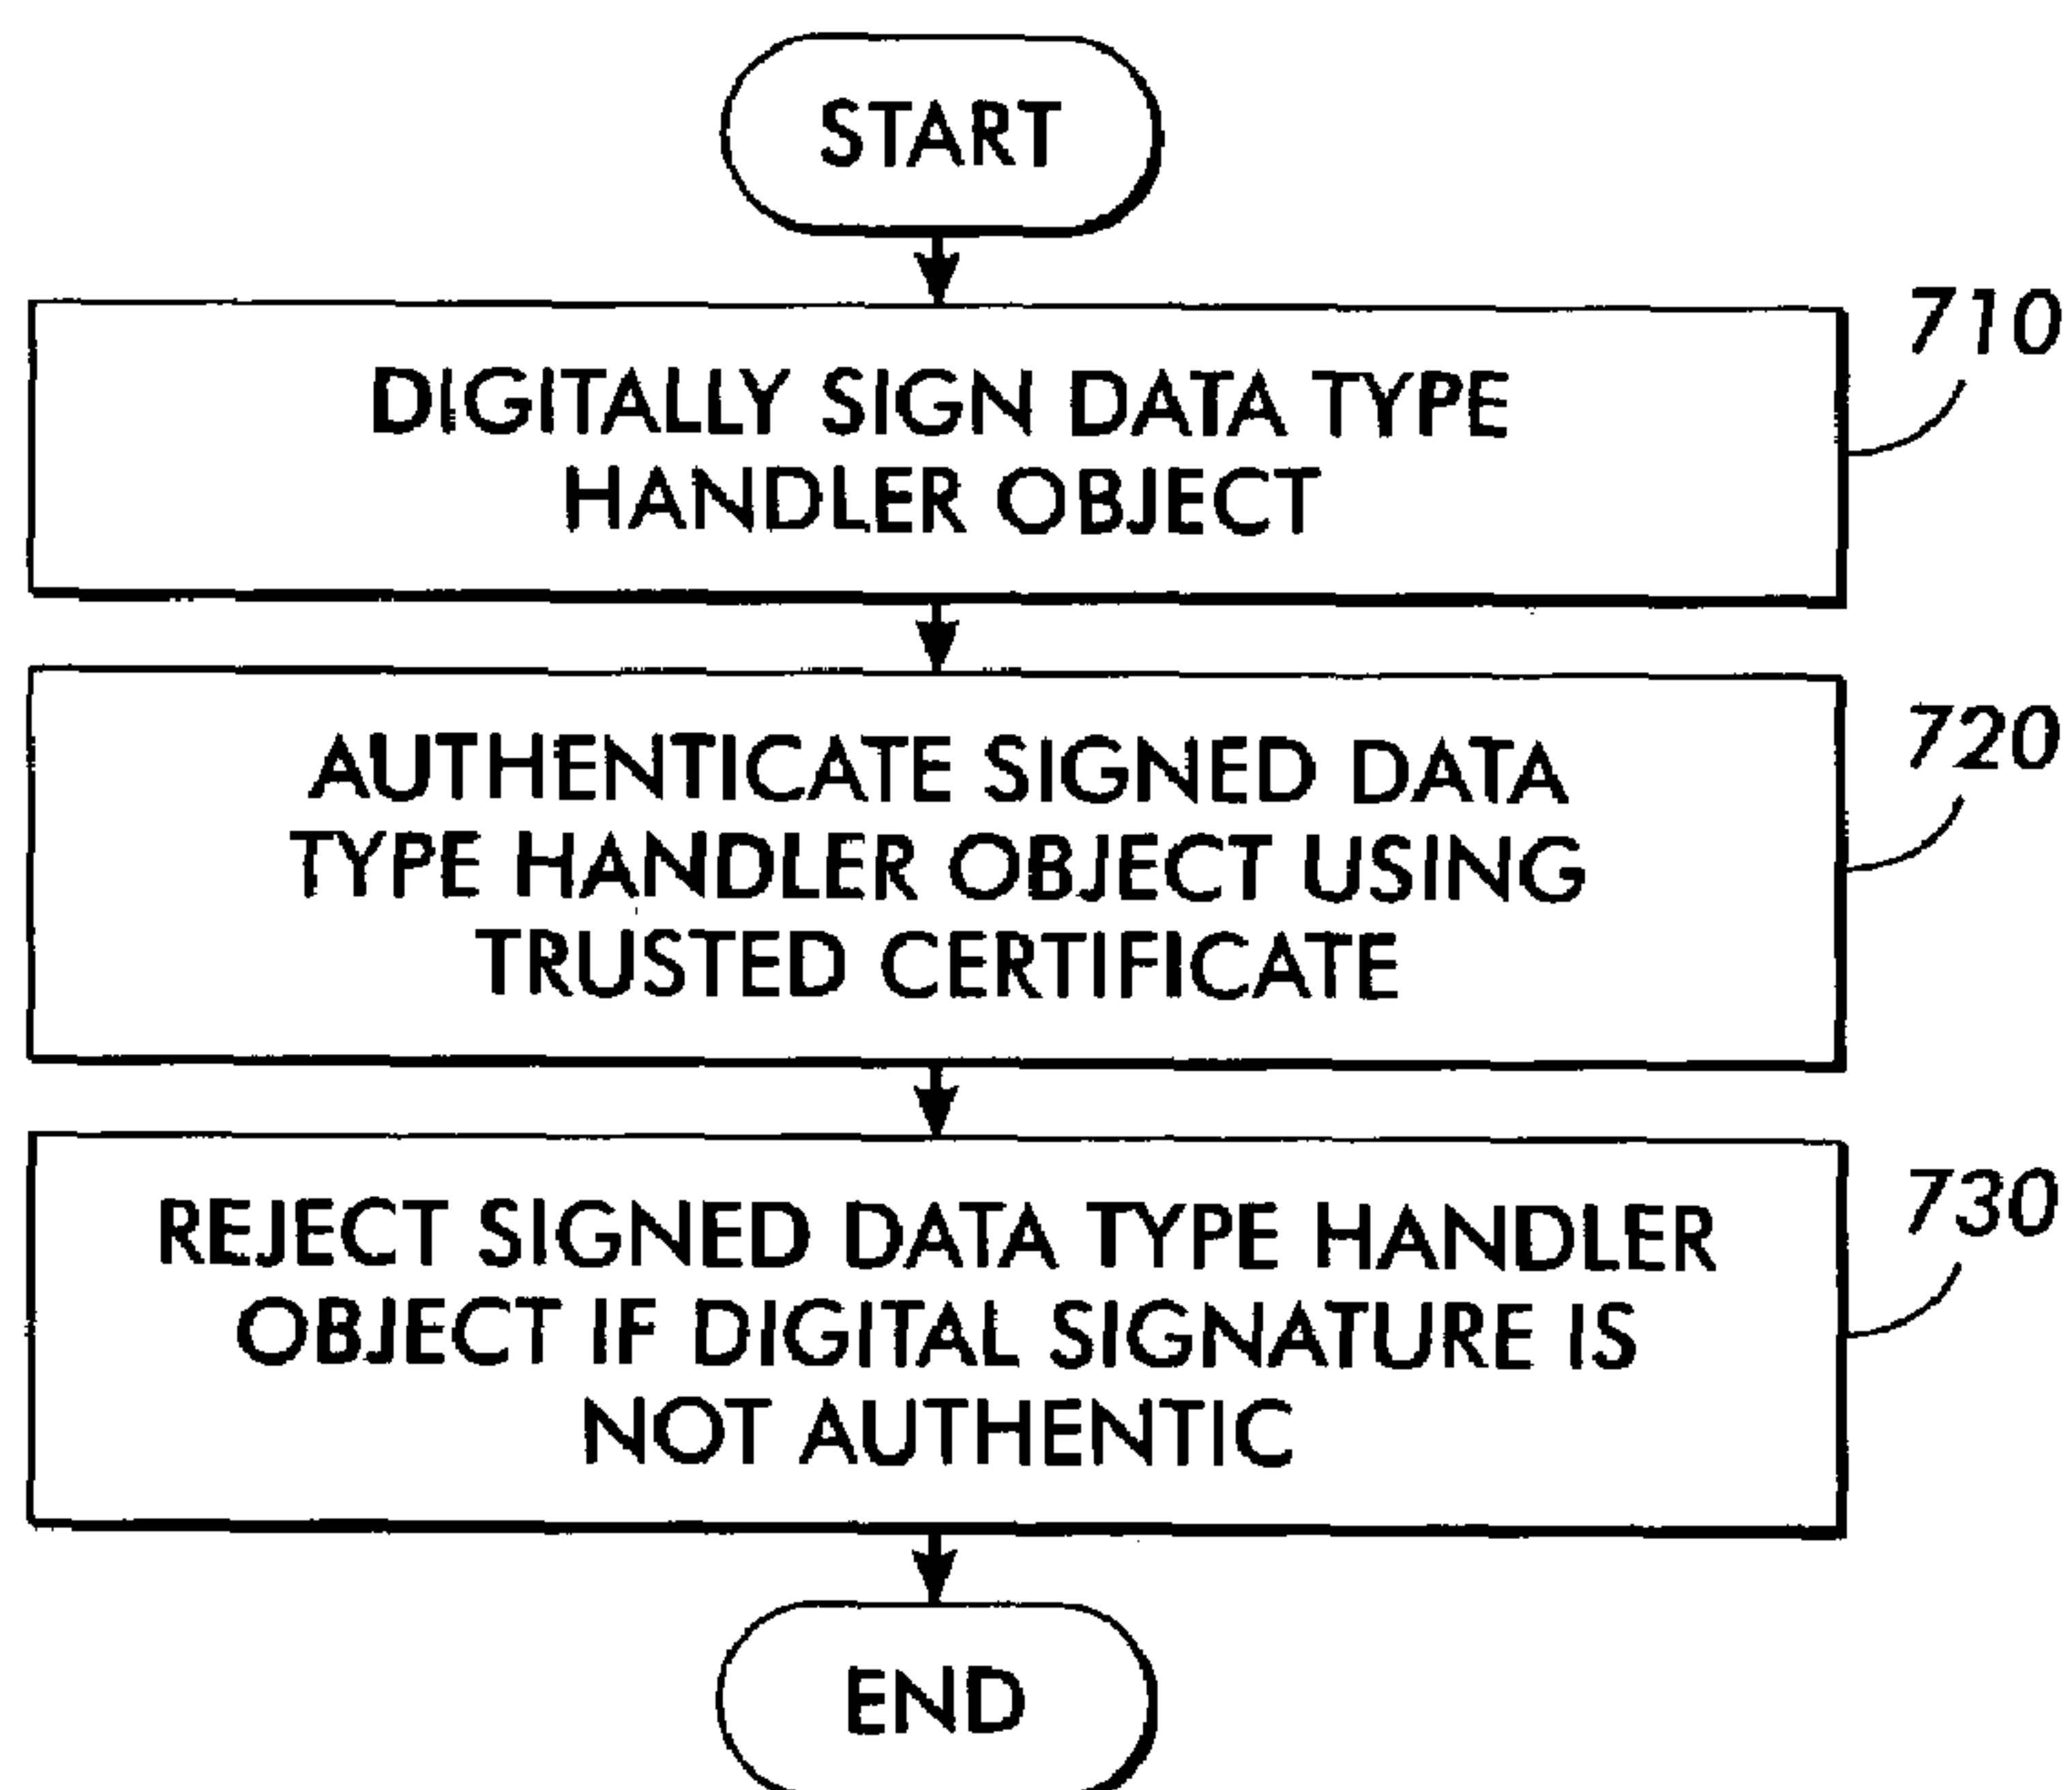 START
710
DIGITALLY SIGN DATA TYPE
HANDLER OBJECT
720
AUTHENTICATE SIGNED DATA
TYPE HANDLER OBJECT USING
TRUSTED CERTIFICATE
730
REJECT SIGNED DATA TYPE HANDLER
OBJECT IF DIGITAL SIGNATURE IS
NOT AUTHENTIC
END